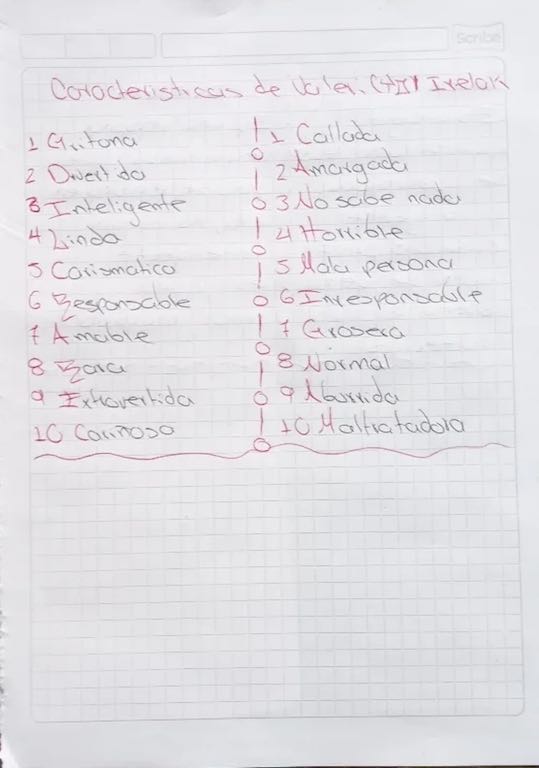 Scribe
Caracteristicas de Valeri
1 Gritona
2 Divertida
3 Inteligente
4 Linda
5 Carismatica
6 Responsable
7 Amable
8 Rara
9 Extrovertida
10 Cariñosa
1 Callada
2 Amargada
3 No sabe nada
4 Horrible
5 Mala persona
6 Irresponsable
7 Grosera
8 Normal
9 Aburrida
10 Maltratadora